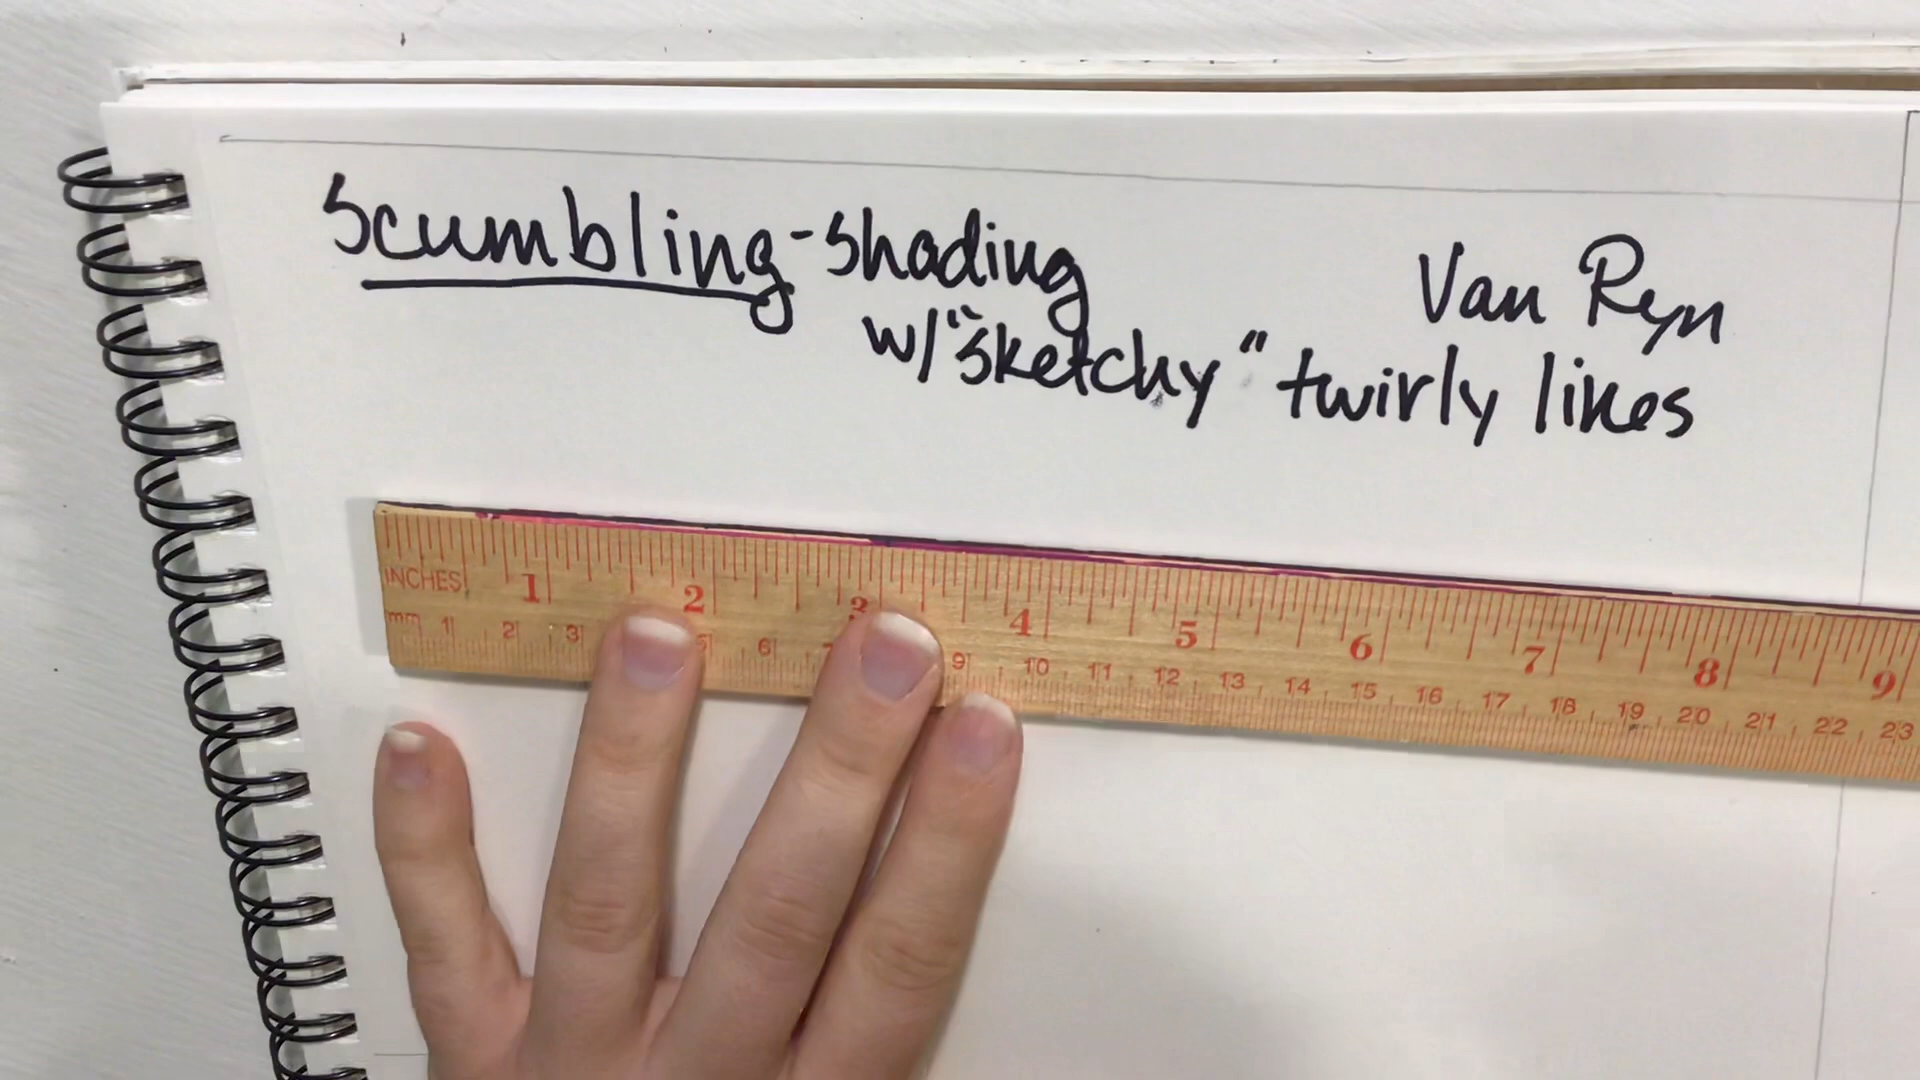 Scumbling - Shading
Van Ryn
w/ "sketchy" twirly lines
INCHES 1 2 3 4 5 6 7 8 9
mm 1 2 3 5 6 9 10 11 12 13 14 15 16 17 18 19 20 21 22 23